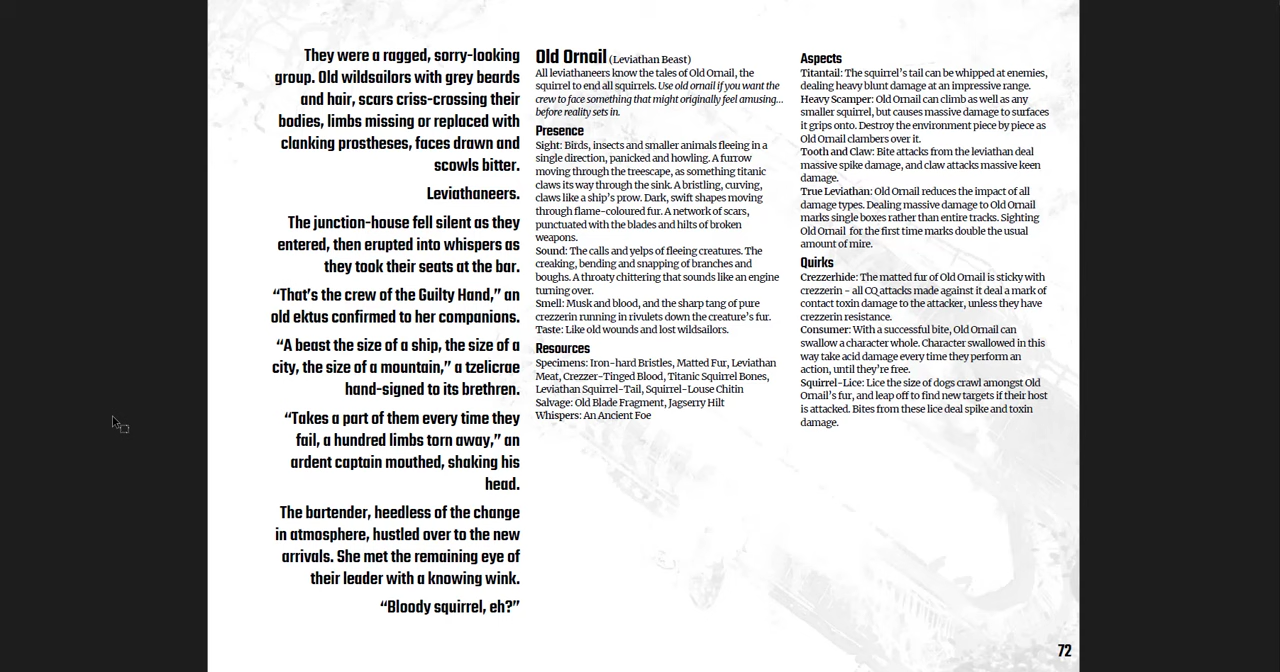 They were a ragged, sorry-looking
group. Old wildsailors with grey beards
and hair, scars criss-crossing their
bodies, limbs missing or replaced with
clanking prostheses, faces drawn and
scowls bitter.
Leviathaneers.
The junction-house fell silent as they
entered, then erupted into whispers as
they took their seats at the bar.
“That’s the crew of the Guilty Hand,” an
old ektus confirmed to her companions.
“A beast the size of a ship, the size of a
city, the size of a mountain,” a tzelicrae
hand-signed to its brethren.
“Takes a part of them every time they
fail, a hundred limbs torn away,” an
ardent captain mouthed, shaking his
head.
The bartender, heedless of the change
in atmosphere, hustled over to the new
arrivals. She met the remaining eye of
their leader with a knowing wink.
“Bloody squirrel, eh?”
Old Ornail (Leviathan Beast)
All leviathaneers know the tales of Old Ornail, the
squirrel to end all squirrels. Use old ornail if you want the
crew to face something that might originally feel amusing...
before reality sets in.
Presence
Sight: Birds, insects and smaller animals fleeing in a
single direction, panicked and howling. A furrow
moving through the treescape, as something titanic
claws its way through the sink. A bristling, curving,
claws like a ship’s prow. Dark, swift shapes moving
through flame-coloured fur. A network of scars,
punctuated with the blades and hilts of broken
weapons.
Sound: The calls and yelps of fleeing creatures. The
creaking, bending and snapping of branches and
boughs. A throaty chittering that sounds like an engine
turning over.
Smell: Musk and blood, and the sharp tang of pure
crezzerin running in rivulets down the creature’s fur.
Taste: Like old wounds and lost wildsailors.
Resources
Specimens: Iron-hard Bristles, Matted Fur, Leviathan
Meat, Crezzer-Tinged Blood, Titanic Squirrel Bones,
Leviathan Squirrel-Tail, Squirrel-Louse Chitin
Salvage: Old Blade Fragment, Jagserry Hilt
Whispers: An Ancient Foe
Aspects
Titantail: The squirrel’s tail can be whipped at enemies,
dealing heavy blunt damage at an impressive range.
Heavy Scamper: Old Ornail can climb as well as any
smaller squirrel, but causes massive damage to surfaces
it grips onto. Destroy the environment piece by piece as
Old Ornail clambers over it.
Tooth and Claw: Bite attacks from the leviathan deal
massive spike damage, and claw attacks massive keen
damage.
True Leviathan: Old Ornail reduces the impact of all
damage types. Dealing massive damage to Old Ornail
marks single boxes rather than entire tracks. Sighting
Old Ornail for the first time marks double the usual
amount of mire.
Quirks
Crezzerhide: The matted fur of Old Ornail is sticky with
crezzerin - all CQ attacks made against it deal a mark of
contact toxin damage to the attacker, unless they have
crezzerin resistance.
Consumer: With a successful bite, Old Ornail can
swallow a character whole. Character swallowed in this
way take acid damage every time they perform an
action, until they’re free.
Squirrel-Lice: Lice the size of dogs crawl amongst Old
Ornail’s fur, and leap off to find new targets if their host
is attacked. Bites from these lice deal spike and toxin
damage.
72